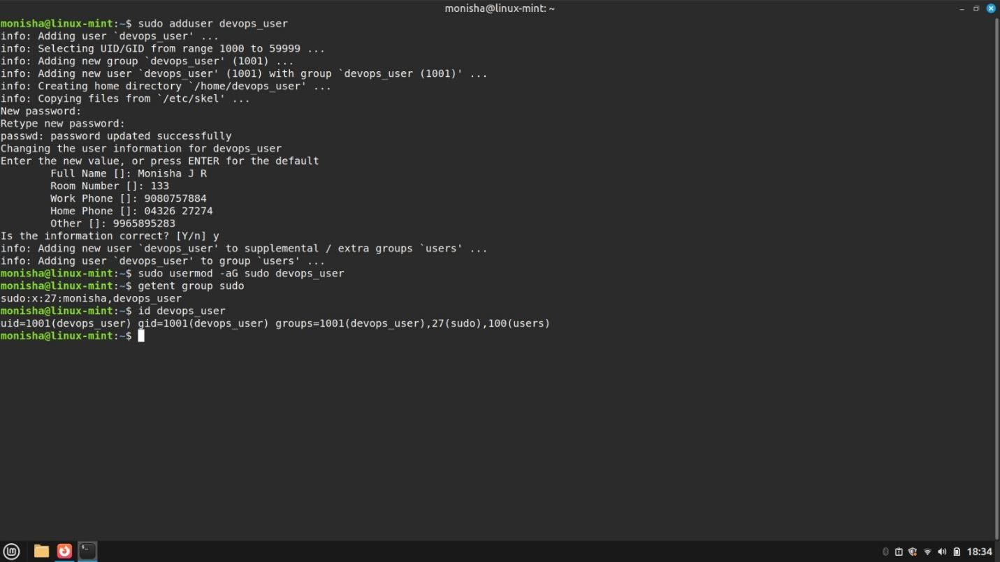 monisha@linux-mint: ~
monisha@linux-mint:~$ sudo adduser devops_user
info: Adding user `devops_user' ...
info: Selecting UID/GID from range 1000 to 59999 ...
info: Adding new group `devops_user' (1001) ...
info: Adding new user `devops_user' (1001) with group `devops_user (1001)' ...
info: Creating home directory `/home/devops_user' ...
info: Copying files from `/etc/skel' ...
New password:
Retype new password:
passwd: password updated successfully
Changing the user information for devops_user
Enter the new value, or press ENTER for the default
        Full Name []: Monisha J R
        Room Number []: 133
        Work Phone []: 9080757884
        Home Phone []: 04326 27274
        Other []: 9965895283
Is the information correct? [Y/n] y
info: Adding new user `devops_user' to supplemental / extra groups `users' ...
info: Adding user `devops_user' to group `users' ...
monisha@linux-mint:~$ sudo usermod -aG sudo devops_user
monisha@linux-mint:~$ getent group sudo
sudo:x:27:monisha,devops_user
monisha@linux-mint:~$ id devops_user
uid=1001(devops_user) gid=1001(devops_user) groups=1001(devops_user),27(sudo),100(users)
monisha@linux-mint:~$
18:34